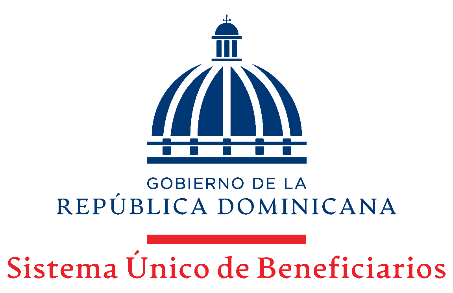 GOBIERNO DE LA
REPÚBLICA DOMINICANA
Sistema Único de Beneficiarios